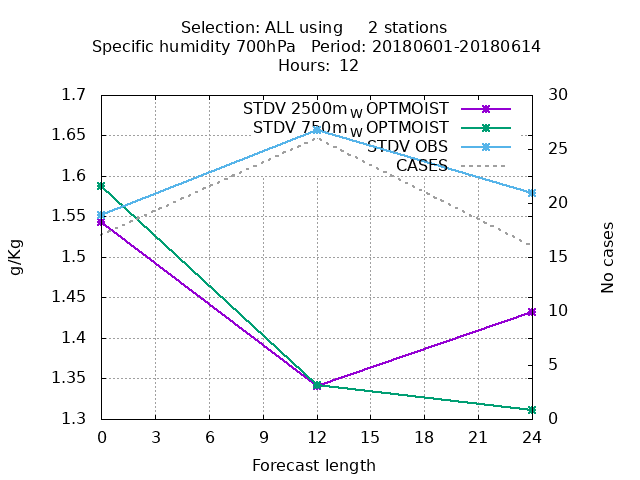 Selection: ALL using 2 stations
Specific humidity 700hPa Period: 20180601-20180614
Hours: 12
STDV 2500m_W OPTMOIST
STDV 750m_W OPTMOIST
STDV OBS
CASES
1.7
1.65
1.6
1.55
1.5
1.45
1.4
1.35
1.3
g/Kg
30
25
20
15
10
5
0
No cases
0 3 6 9 12 15 18 21 24
Forecast length